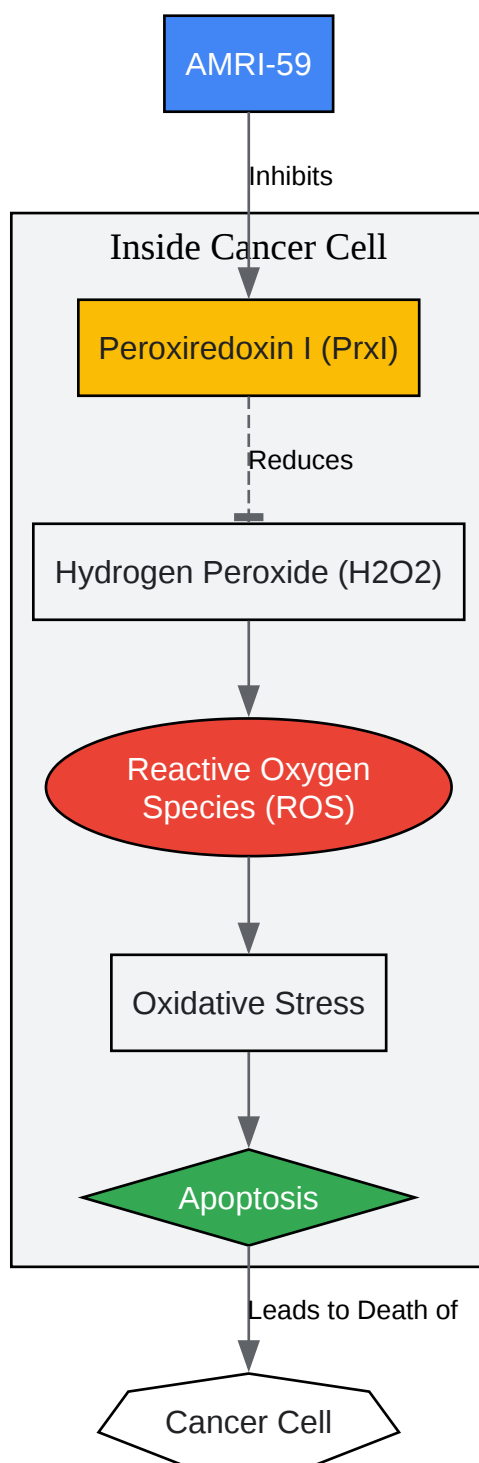 AMRI-59
Inhibits
Inside Cancer Cell
Peroxiredoxin I (PrxI)
Reduces
Hydrogen Peroxide (H2O2)
Reactive Oxygen
Species (ROS)
Oxidative Stress
Apoptosis
Leads to Death of
Cancer Cell